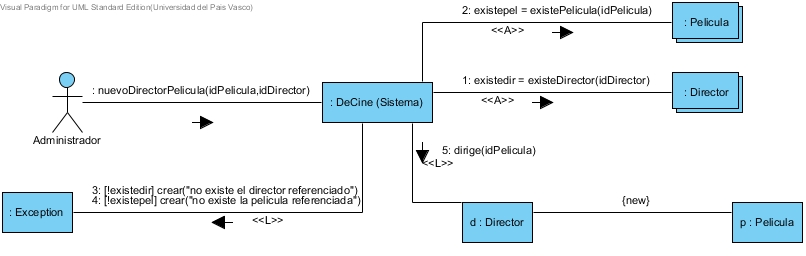 Visual Paradigm for UML Standard Edition(Universidad del Pais Vasco)
2: existepel = existePelicula(idPelicula)
<<A>>
: Pelicula
: nuevoDirectorPelicula(idPelicula,idDirector)
: DeCine (Sistema)
1: existedir = existeDirector(idDirector)
<<A>>
: Director
Administrador
5: dirige(idPelicula)
<<L>>
3: [!existedir] crear("no existe el director referenciado")
4: [!existepel] crear("no existe la pelicula referenciada")
: Exception
<<L>>
d : Director
{new}
p : Pelicula